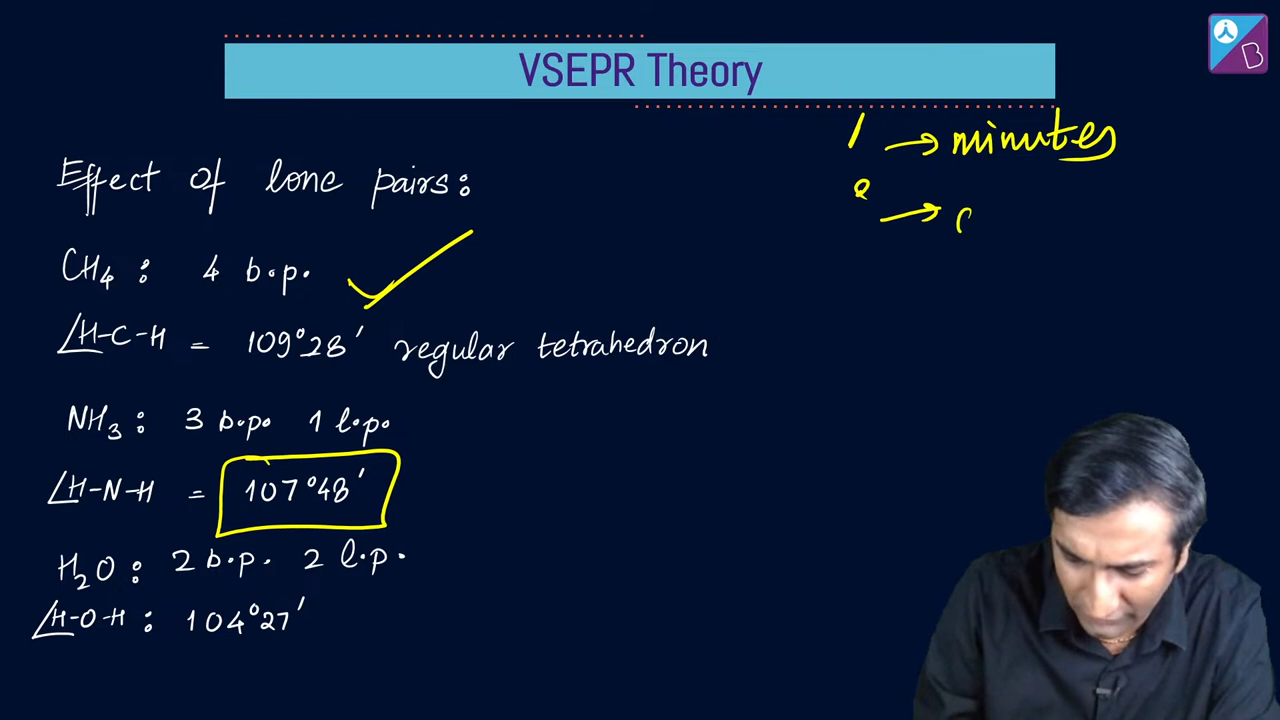 VSEPR Theory
′ → minutes
° →
Effect of lone pairs:
CH₄ : 4 b.p.
∠H-C-H = 109°28′ regular tetrahedron
NH₃ : 3 b.p. 1 l.p.
∠H-N-H = 107°48′
H₂O : 2 b.p. 2 l.p.
∠H-O-H : 104°27′
B